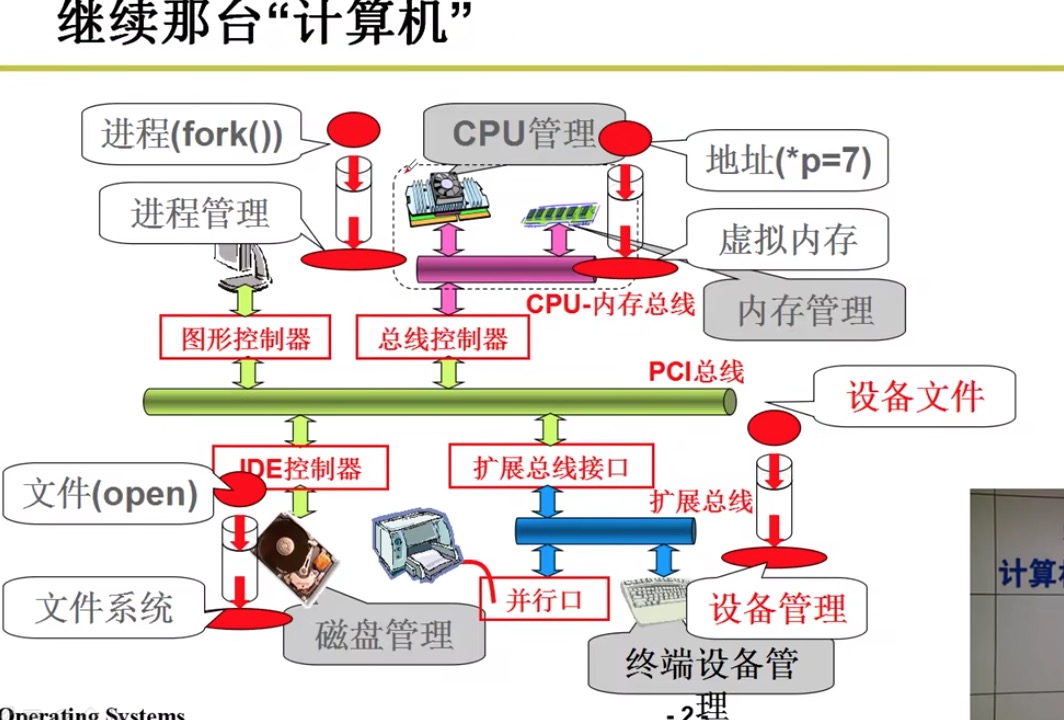 继续那台“计算机”
进程(fork())
CPU管理
地址(*p=7)
进程管理
虚拟内存
CPU-内存总线
内存管理
图形控制器
总线控制器
PCI总线
设备文件
IDE控制器
扩展总线接口
文件(open)
扩展总线
计算
文件系统
并行口
设备管理
磁盘管理
终端设备管
理
Operating Systems
- 2